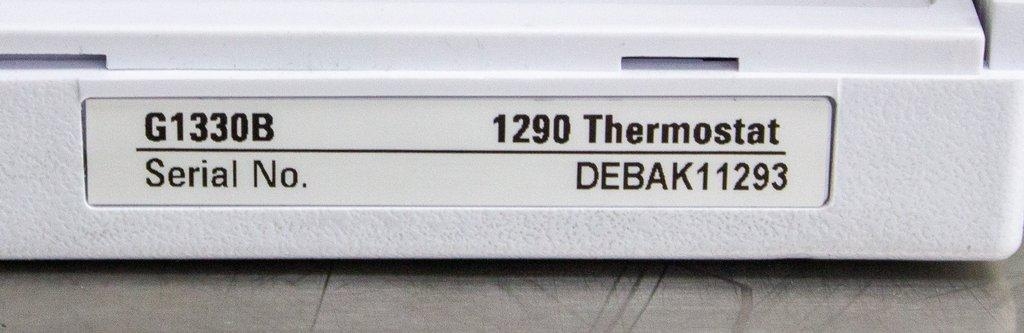 G1330B 1290 Thermostat
Serial No. DEBAK11293